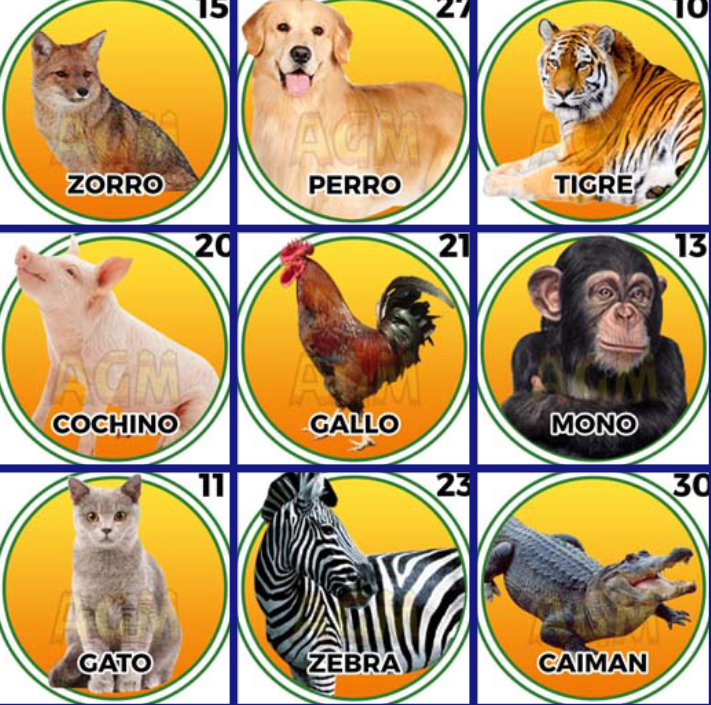 15
27
10
AGM
AGM
AGM
ZORRO
PERRO
TIGRE
20
21
13
AGM
AGM
AGM
COCHINO
GALLO
MONO
11
23
30
AGM
AGM
AGM
GATO
ZEBRA
CAIMAN